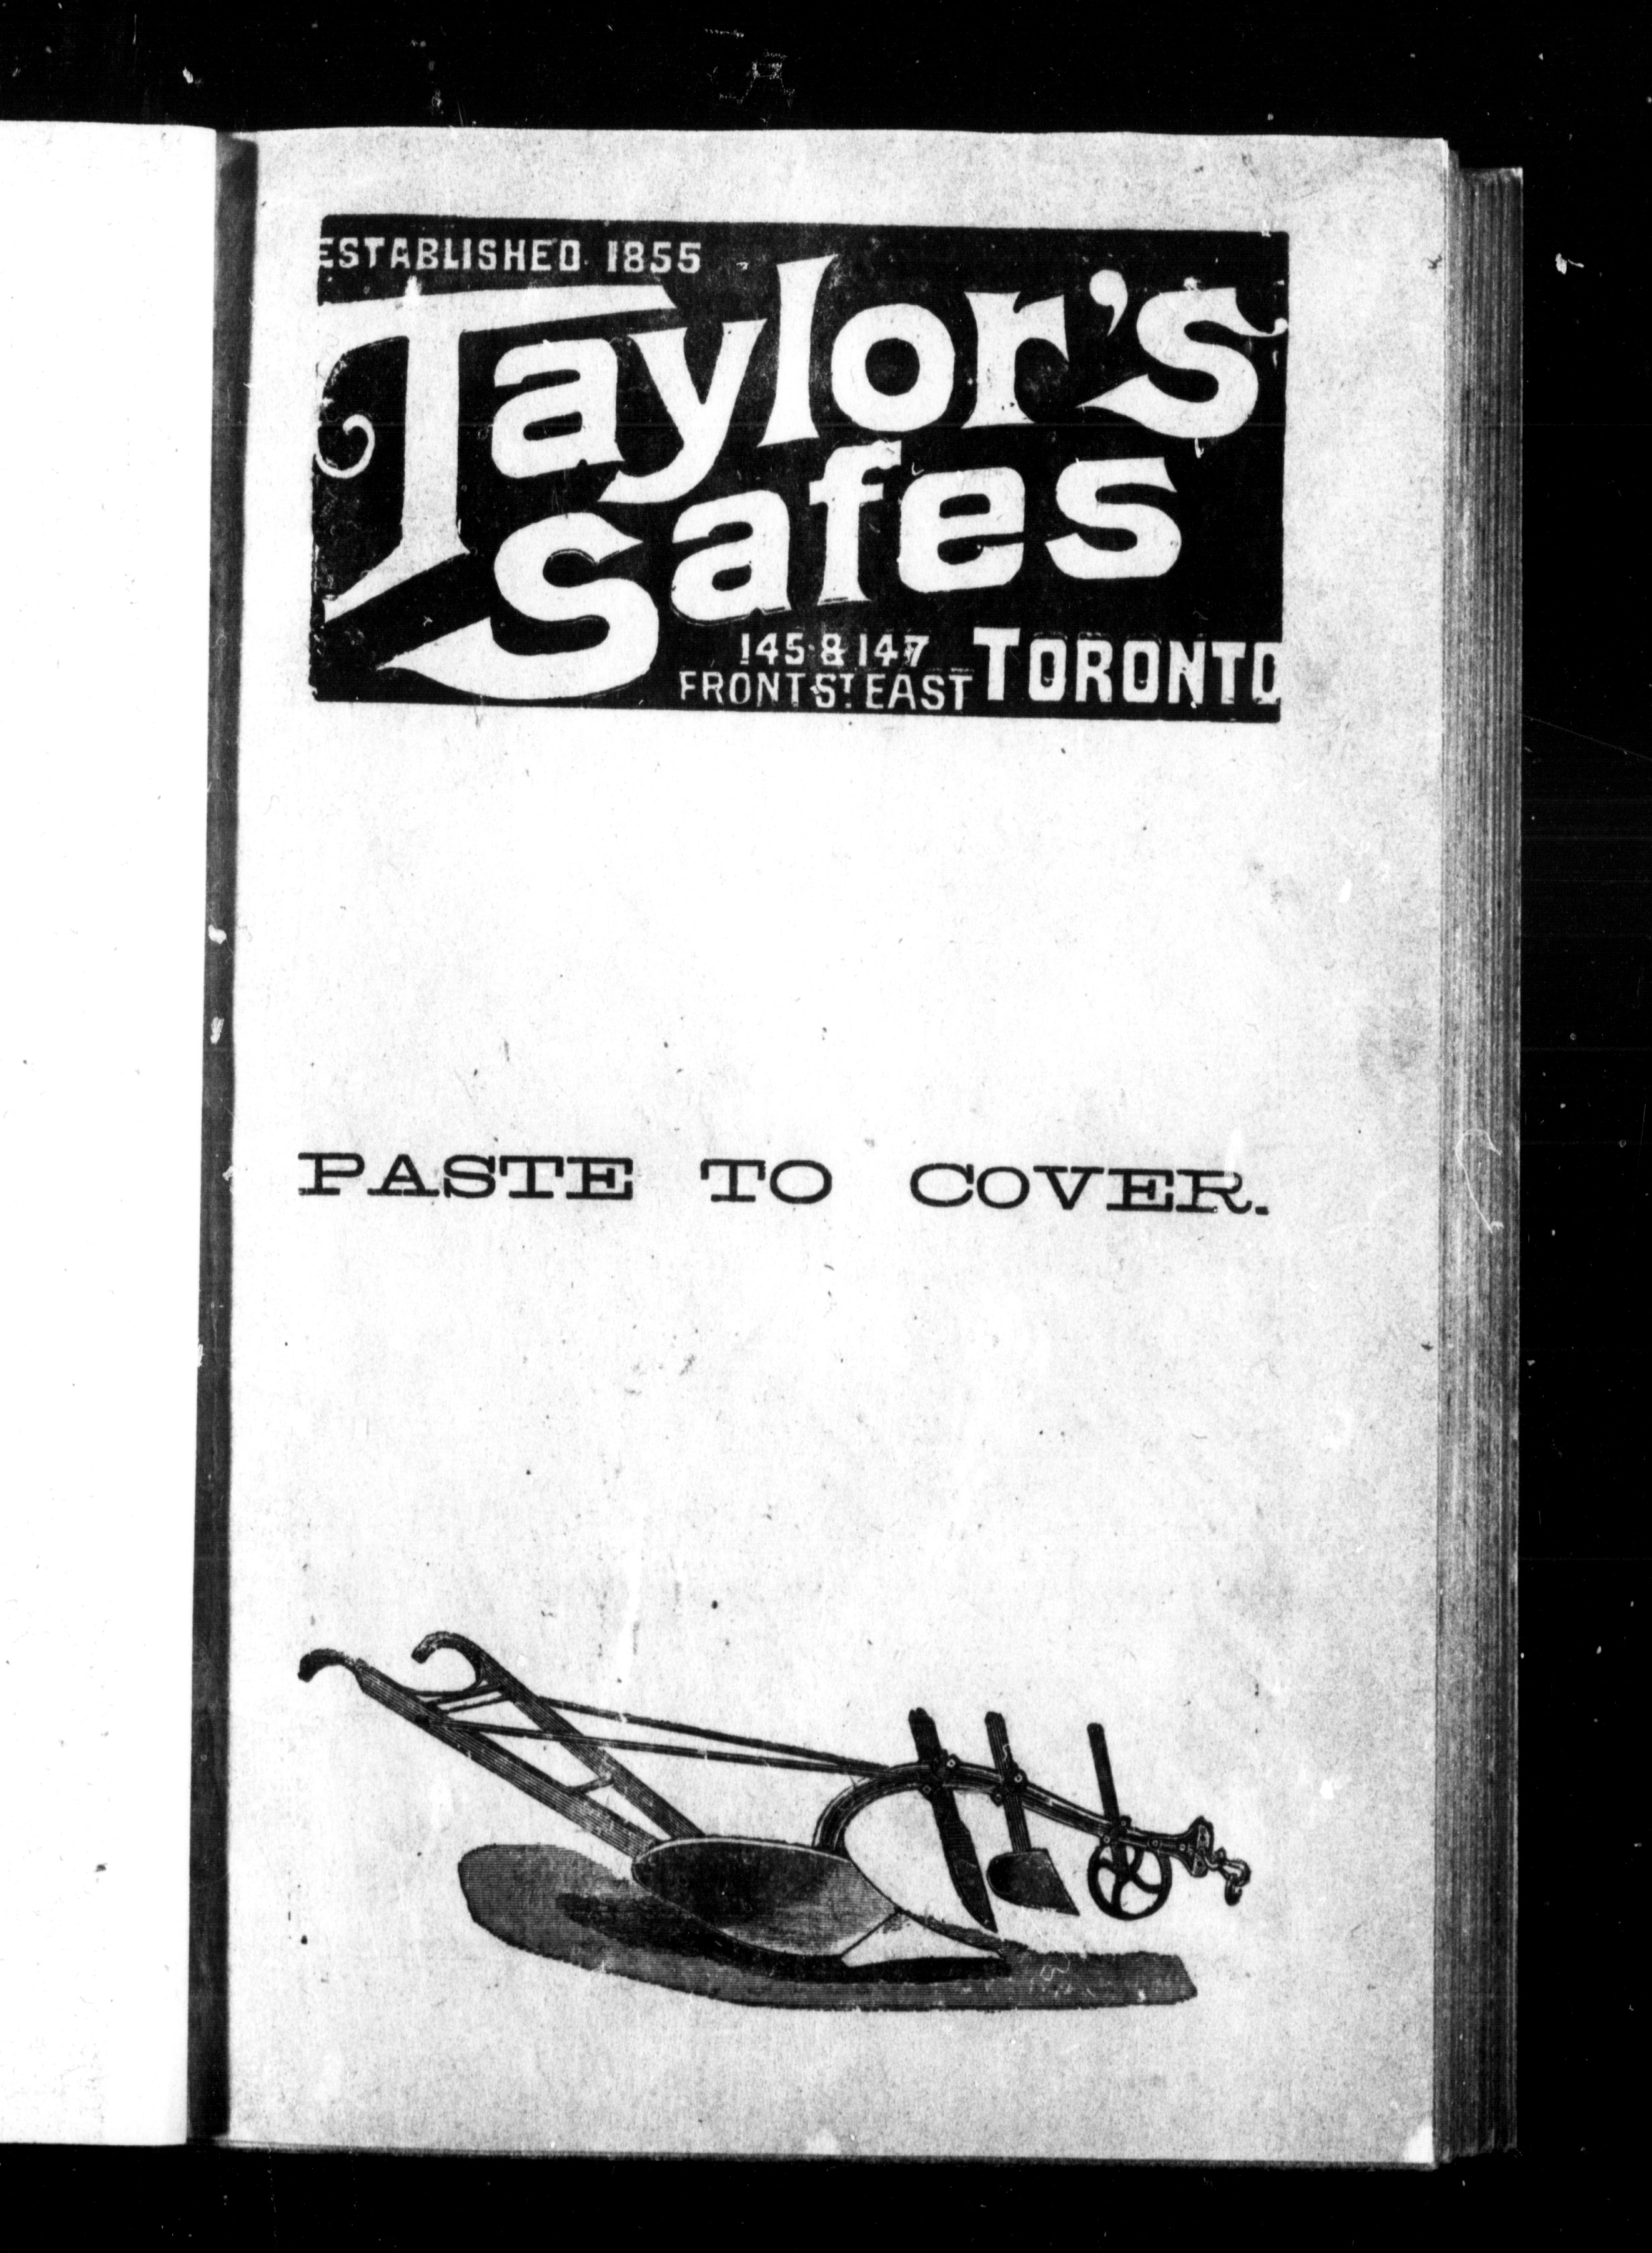 ESTABLISHED 1855
Taylor's
Safes
145 & 147
FRONT ST. EAST TORONTO
PASTE TO COVER.